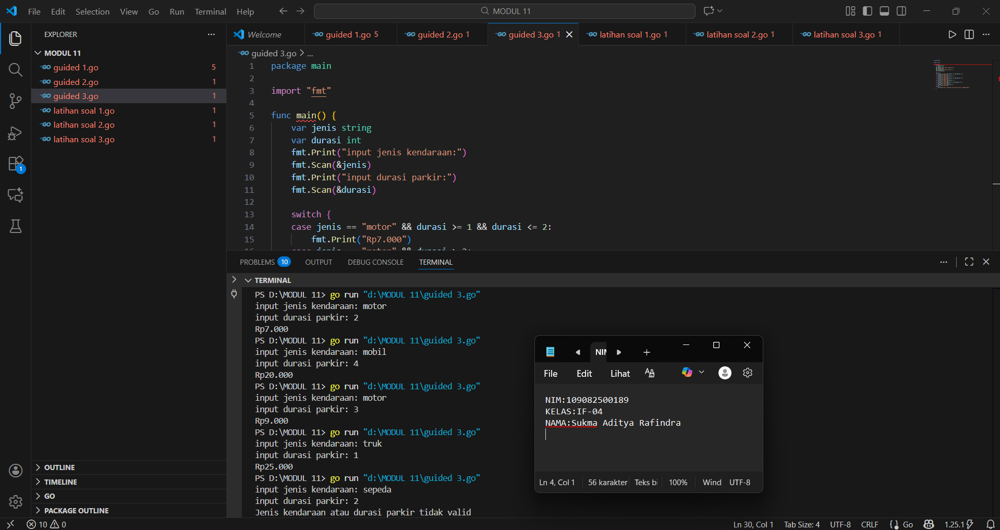 File Edit Selection View Go Run Terminal Help
MODUL 11
EXPLORER
MODUL 11
guided 1.go 5
guided 2.go 1
guided 3.go 1
latihan soal 1.go 1
latihan soal 2.go 1
latihan soal 3.go 1
1
OUTLINE
TIMELINE
GO
PACKAGE OUTLINE
Welcome
guided 1.go 5
guided 2.go 1
guided 3.go 1
latihan soal 1.go 1
latihan soal 2.go 1
latihan soal 3.go 1
guided 3.go > ...
1 package main
2
3 import "fmt"
4
5 func main() {
6 var jenis string
7 var durasi int
8 fmt.Print("input jenis kendaraan:")
9 fmt.Scan(&jenis)
10 fmt.Print("input durasi parkir:")
11 fmt.Scan(&durasi)
12
13 switch {
14 case jenis == "motor" && durasi >= 1 && durasi <= 2:
15 fmt.Print("Rp7.000")
PROBLEMS 10 OUTPUT DEBUG CONSOLE TERMINAL
TERMINAL
PS D:\MODUL 11> go run "d:\MODUL 11\guided 3.go"
input jenis kendaraan: motor
input durasi parkir: 2
Rp7.000
PS D:\MODUL 11> go run "d:\MODUL 11\guided 3.go"
input jenis kendaraan: mobil
input durasi parkir: 4
Rp20.000
PS D:\MODUL 11> go run "d:\MODUL 11\guided 3.go"
input jenis kendaraan: motor
input durasi parkir: 3
Rp9.000
PS D:\MODUL 11> go run "d:\MODUL 11\guided 3.go"
input jenis kendaraan: truk
input durasi parkir: 1
Rp25.000
PS D:\MODUL 11> go run "d:\MODUL 11\guided 3.go"
input jenis kendaraan: sepeda
input durasi parkir: 2
Jenis kendaraan atau durasi parkir tidak valid
NIM
File Edit Lihat
NIM:109082500189
KELAS:IF-04
NAMA:Sukma Aditya Rafindra
Ln 4, Col 1 56 karakter Teks bi 100% Wind UTF-8
10 0
Ln 30, Col 1 Tab Size: 4 UTF-8 CRLF Go 1.25.1